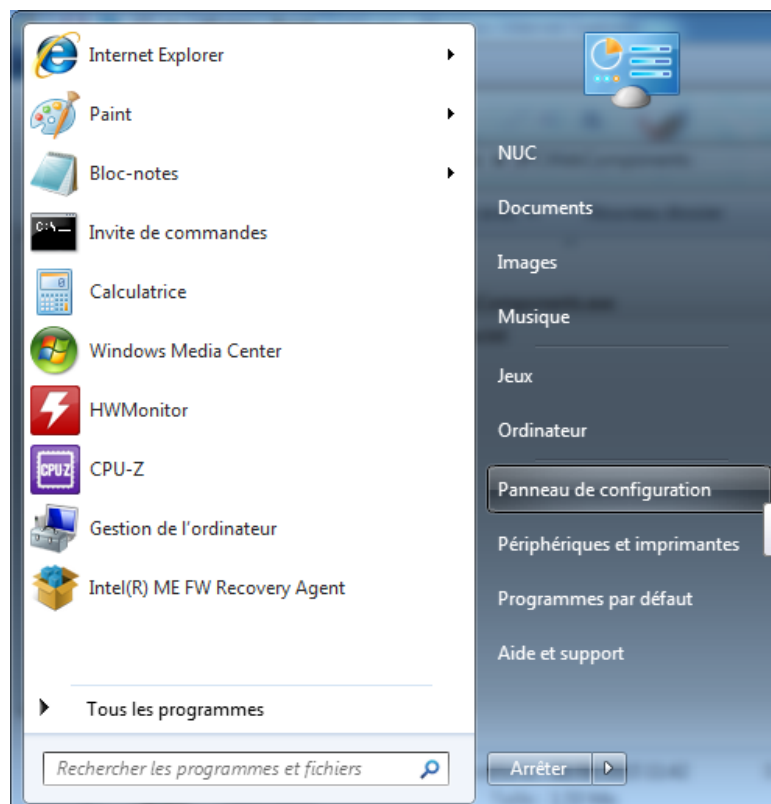 Internet Explorer
Paint
Bloc-notes
C:\
Invite de commandes
Calculatrice
Windows Media Center
HWMonitor
CPU-Z
CPU-Z
Gestion de l'ordinateur
Intel(R) ME FW Recovery Agent
Tous les programmes
Rechercher les programmes et fichiers
NUC
Documents
Images
Musique
Jeux
Ordinateur
Panneau de configuration
Périphériques et imprimantes
Programmes par défaut
Aide et support
Arrêter